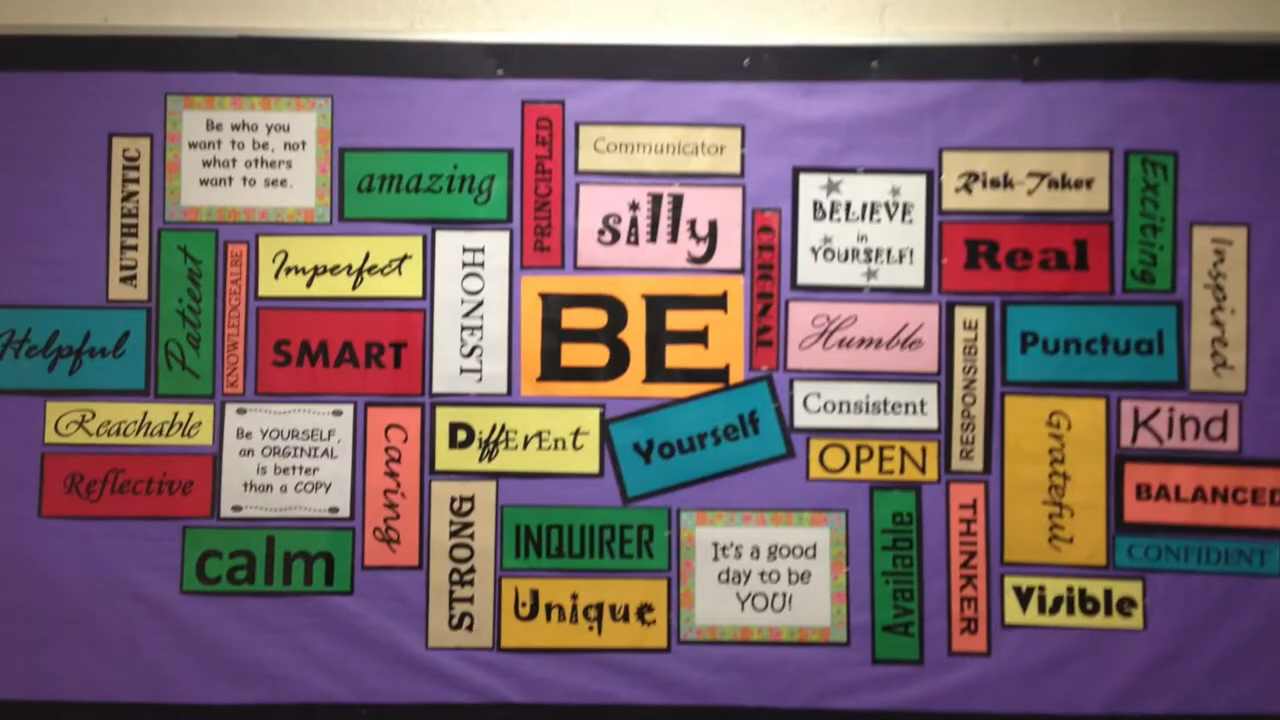 AUTHENTIC
Be who you
want to be, not
what others
want to see.
amazing
PRINCIPLED
Communicator
silly
BELIEVE
in
YOURSELF!
Risk-Taker
Exciting
Helpful
Patient
KNOWLEDGEALBE
Imperfect
SMART
HONEST
BE
ORIGINAL
Humble
Real
RESPONSIBLE
Punctual
Inspired
Reachable
Reflective
Be YOURSELF,
an ORGINIAL
is better
than a COPY
Caring
DiffErEnt
Yourself
Consistent
OPEN
Grateful
Kind
BALANCED
CONFIDENT
calm
STRONG
INQUIRER
Unique
It's a good
day to be
YOU!
Available
THINKER
Visible